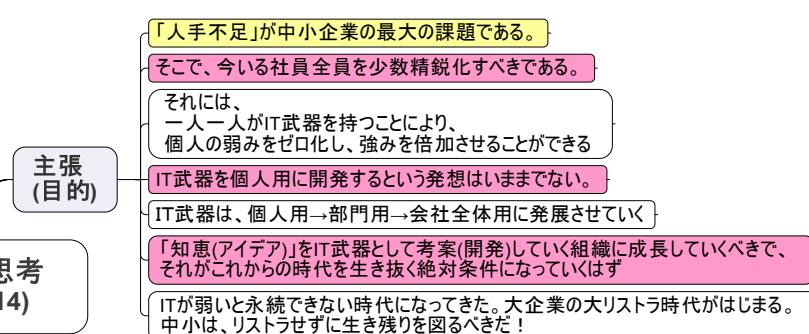 「人手不足」が中小企業の最大の課題である。
そこで、今いる社員全員を少数精鋭化すべきである。
それには、
一人一人がIT武器を持つことにより、
個人の弱みをゼロ化し、強みを倍加させることができる
主張
(目的)
IT武器を個人用に開発するという発想はいままでない。
IT武器は、個人用→部門用→会社全体用に発展させていく
「知恵(アイデア)」をIT武器として考案(開発)していく組織に成長していくべきで、
それがこれからの時代を生き抜く絶対条件になっていくはず
思考
14)
ITが弱いと永続できない時代になってきた。大企業の大リストラ時代がはじまる。
中小は、リストラせずに生き残りを図るべきだ！